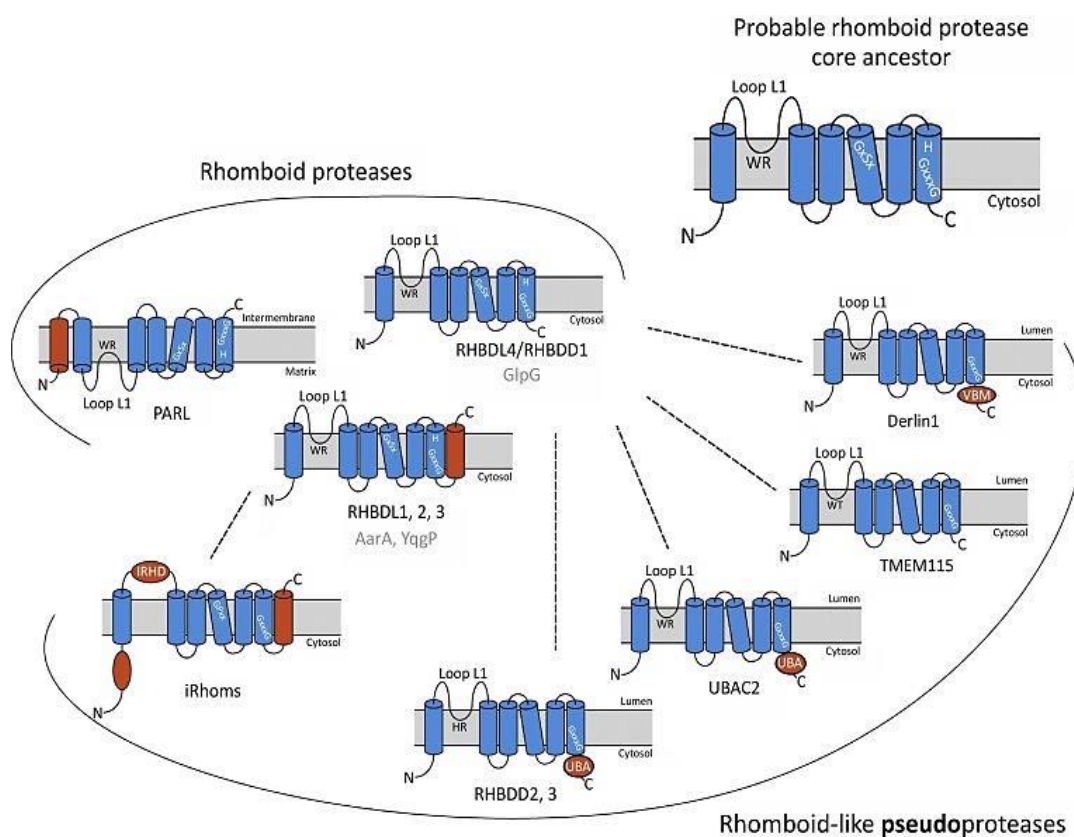 Probable rhomboid protease
core ancestor
Loop L1
WR
GxSx
H
GxxxG
Cytosol
N
C
Rhomboid proteases
Loop L1
WR
GxSx
H
GxxxG
Cytosol
N
C
RHBDL4/RHBDD1
GlpG
C
Intermembrane
WR
GxSx
GxxxG
H
Matrix
N
Loop L1
PARL
Loop L1
C
WR
GxSx
H
GxxxG
Cytosol
N
RHBDL1, 2, 3
AarA, YqgP
Loop L1
Lumen
WR
GxxxG
Cytosol
N
VBM
C
Derlin1
Loop L1
Lumen
WT
GxxxG
Cytosol
N
C
TMEM115
IRHD
C
GPxx
GxxxG
Cytosol
N
iRhoms
Loop L1
Lumen
WR
GxxxG
Cytosol
N
UBA
C
UBAC2
Loop L1
Lumen
HR
GxxxG
Cytosol
N
UBA
C
RHBDD2, 3
Rhomboid-like pseudoproteases